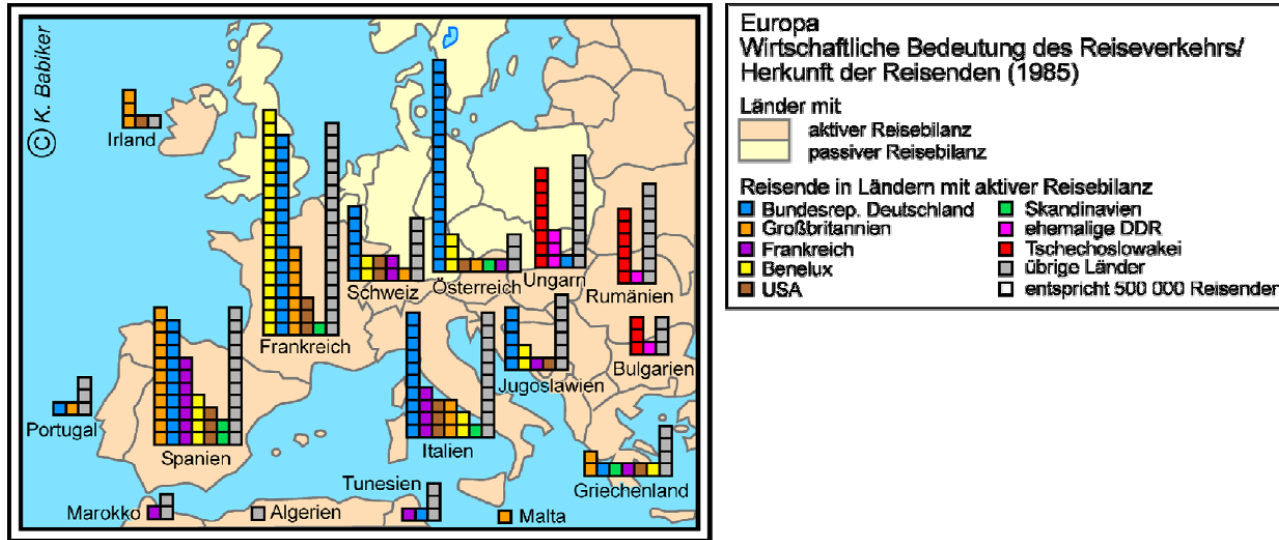 © K. Babiker
Irland
Schweiz
Österreich
Ungarn
Rumänien
Frankreich
Jugoslawien
Bulgarien
Portugal
Spanien
Italien
Griechenland
Tunesien
Marokko
Algerien
Malta
Europa
Wirtschaftliche Bedeutung des Reiseverkehrs/
Herkunft der Reisenden (1985)
Länder mit
aktiver Reisebilanz
passiver Reisebilanz
Reisende in Ländern mit aktiver Reisebilanz
Bundesrep. Deutschland
Großbritannien
Frankreich
Benelux
USA
Skandinavien
ehemalige DDR
Tschechoslowakei
übrige Länder
entspricht 500 000 Reisenden